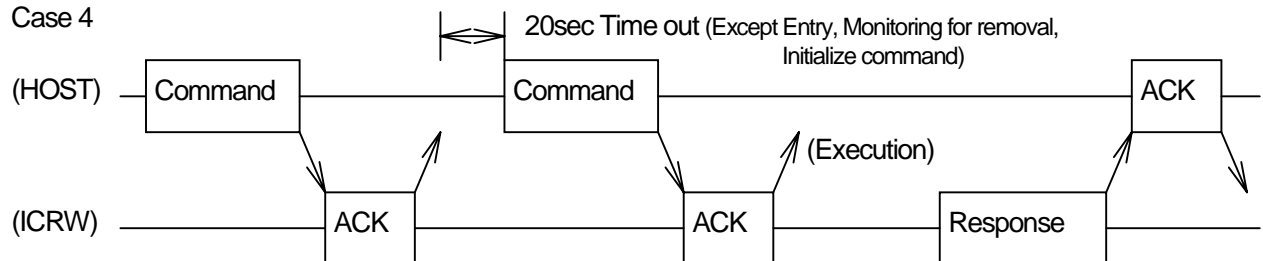 Case 4
20sec Time out (Except Entry, Monitoring for removal,
Initialize command)
(HOST) Command Command ACK
(Execution)
(ICRW) ACK ACK Response